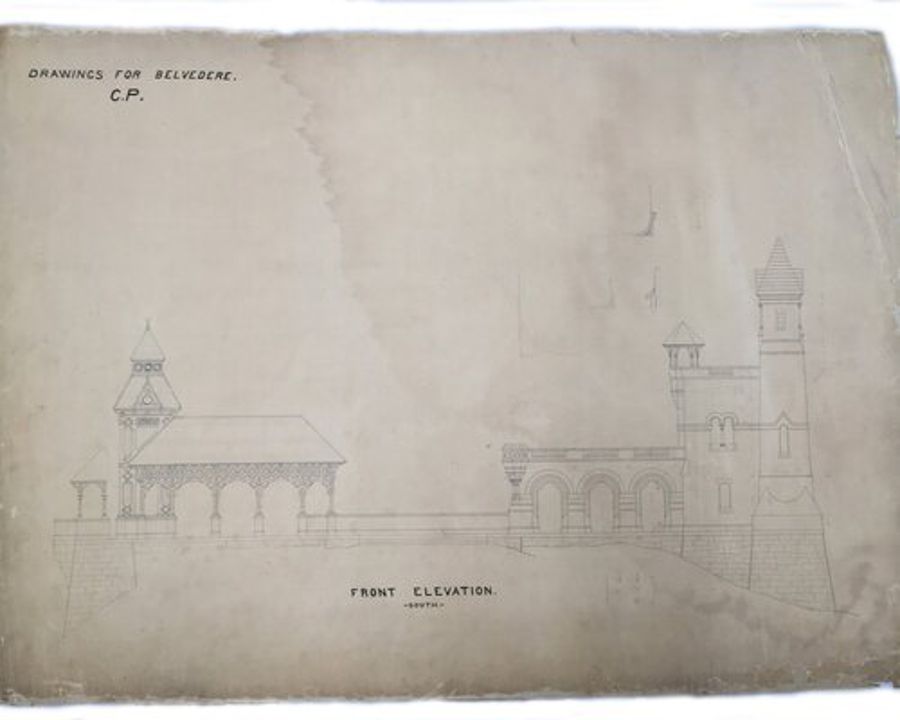 DRAWINGS FOR BELVEDERE.
C.P.
FRONT ELEVATION.
-SOUTH-